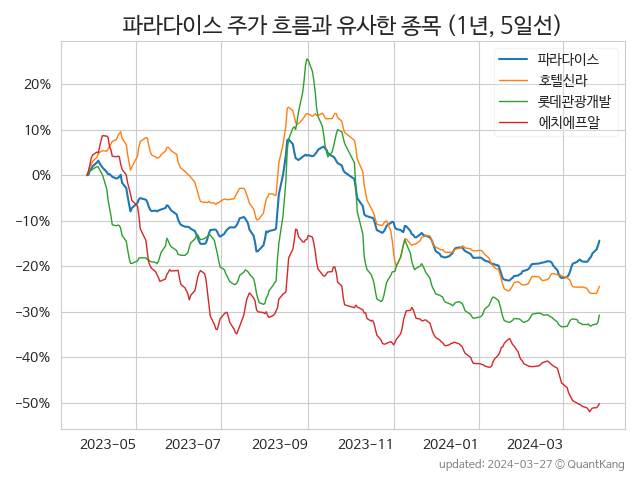 파라다이스 주가 흐름과 유사한 종목 (1년, 5일선)
파라다이스
호텔신라
롯데관광개발
에치에프알
20%
10%
0%
−10%
−20%
−30%
−40%
−50%
2023-05 2023-07 2023-09 2023-11 2024-01 2024-03
updated: 2024-03-27 © QuantKang